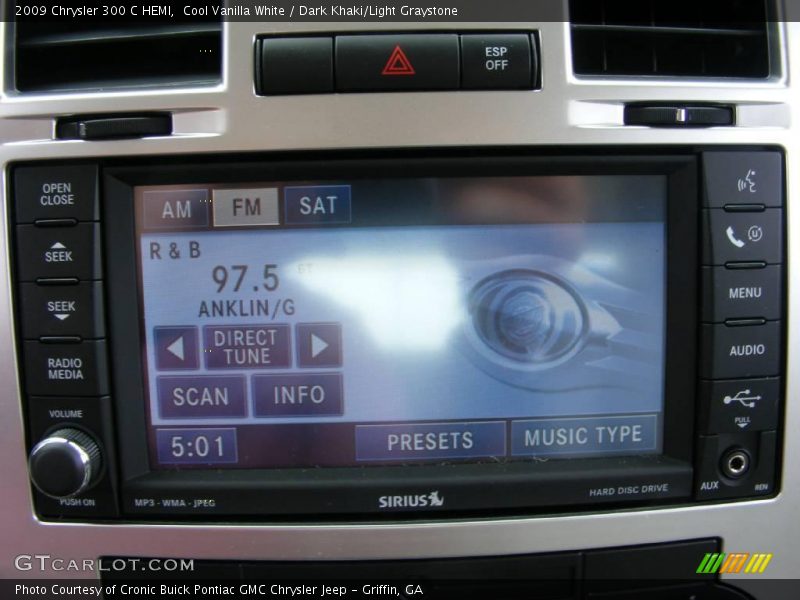 2009 Chrysler 300 C HEMI,  Cool Vanilla White / Dark Khaki/Light Graystone
ESP
OFF
OPEN
CLOSE
SEEK
SEEK
RADIO
MEDIA
VOLUME
PUSH ON
AM
FM
SAT
R & B
97.5
ANKLIN/G
DIRECT
TUNE
SCAN
INFO
5:01
PRESETS
MUSIC TYPE
MP3 - WMA - JPEG
SIRIUS
HARD DISC DRIVE
MENU
AUDIO
PULL
AUX
REN
GTCARLOT.COM
Photo Courtesy of Cronic Buick Pontiac GMC Chrysler Jeep - Griffin, GA